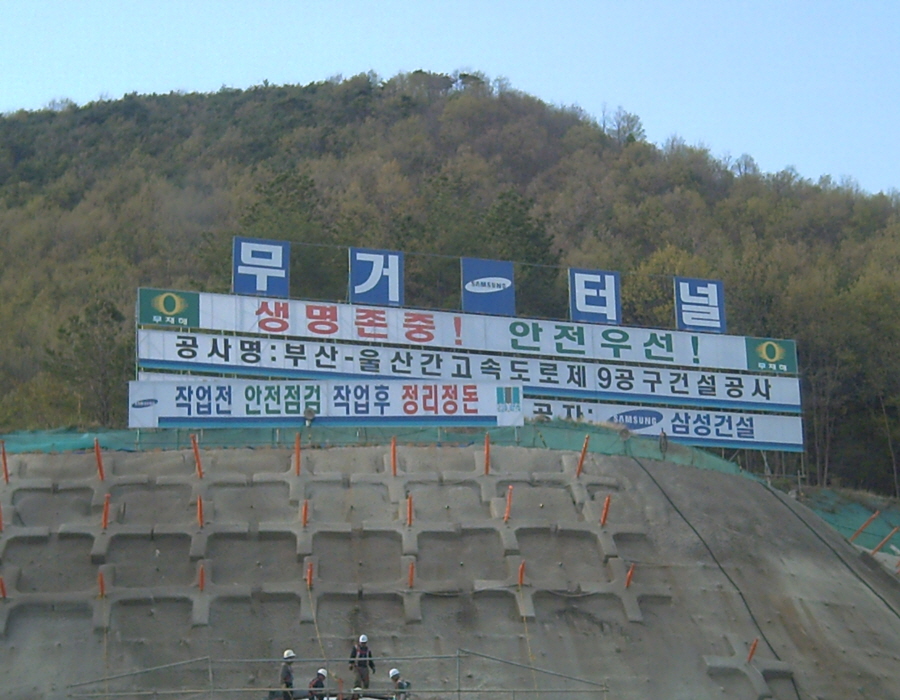 무거 SAMSUNG 터널
무재해 생명존중! 안전우선! 무재해
공사명:부산-울산간고속도로제9공구건설공사
작업전 안전점검 작업후 정리정돈
공자: SAMSUNG 삼성건설